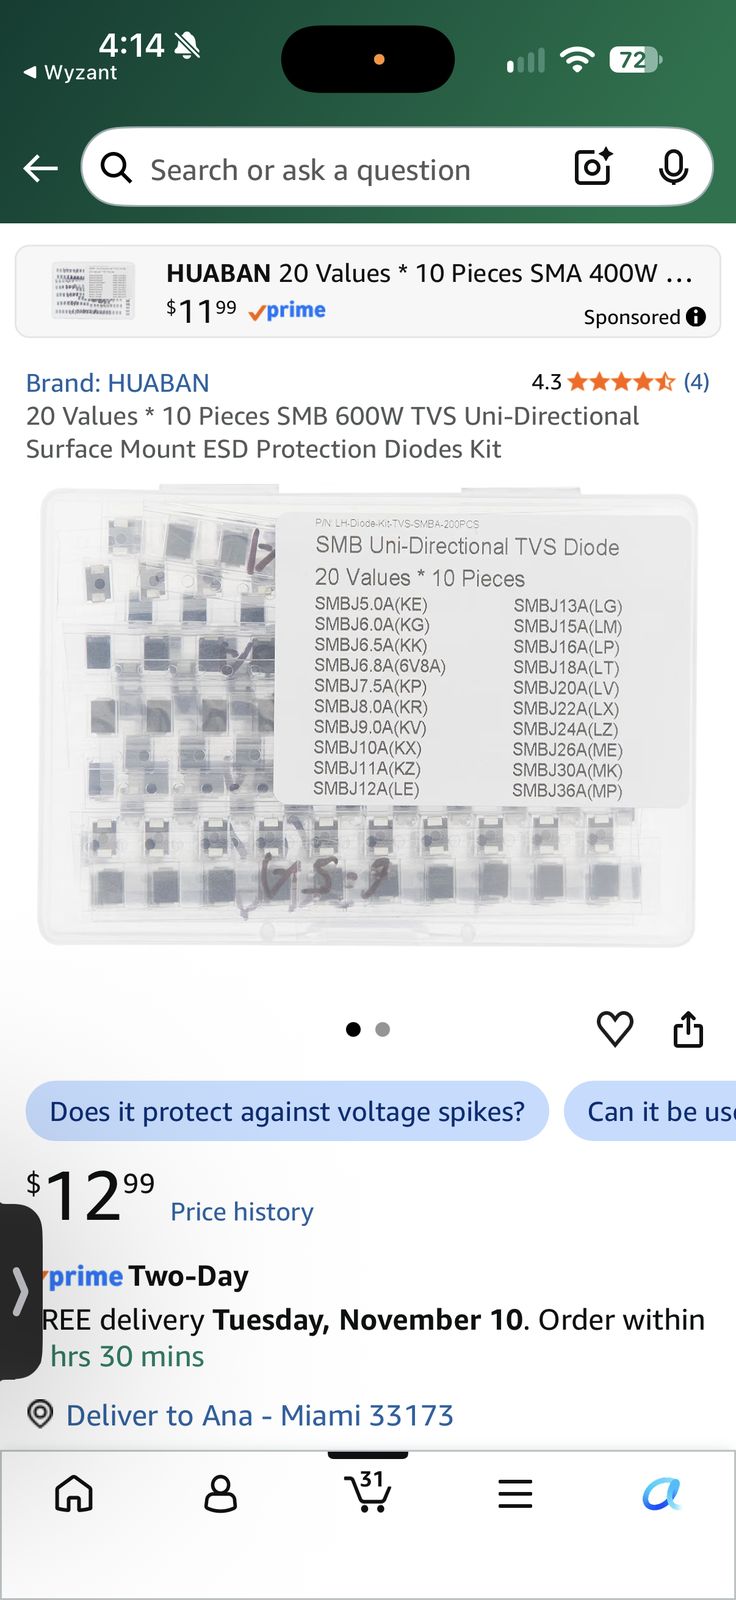 4:14
72
◀ Wyzant
Search or ask a question
HUABAN 20 Values * 10 Pieces SMA 400W ...
$11 99 prime
Sponsored
Brand: HUABAN
4.3 (4)
20 Values * 10 Pieces SMB 600W TVS Uni-Directional
Surface Mount ESD Protection Diodes Kit
P/N: LH-Diode-Kit-TVS-SMBA-200PCS
SMB Uni-Directional TVS Diode
20 Values * 10 Pieces
SMBJ5.0A(KE) SMBJ13A(LG)
SMBJ6.0A(KG) SMBJ15A(LM)
SMBJ6.5A(KK) SMBJ16A(LP)
SMBJ6.8A(6V8A) SMBJ18A(LT)
SMBJ7.5A(KP) SMBJ20A(LV)
SMBJ8.0A(KR) SMBJ22A(LX)
SMBJ9.0A(KV) SMBJ24A(LZ)
SMBJ10A(KX) SMBJ26A(ME)
SMBJ11A(KZ) SMBJ30A(MK)
SMBJ12A(LE) SMBJ36A(MP)
Does it protect against voltage spikes?
Can it be us
$12 99 Price history
prime Two-Day
REE delivery Tuesday, November 10. Order within
hrs 30 mins
Deliver to Ana - Miami 33173
31